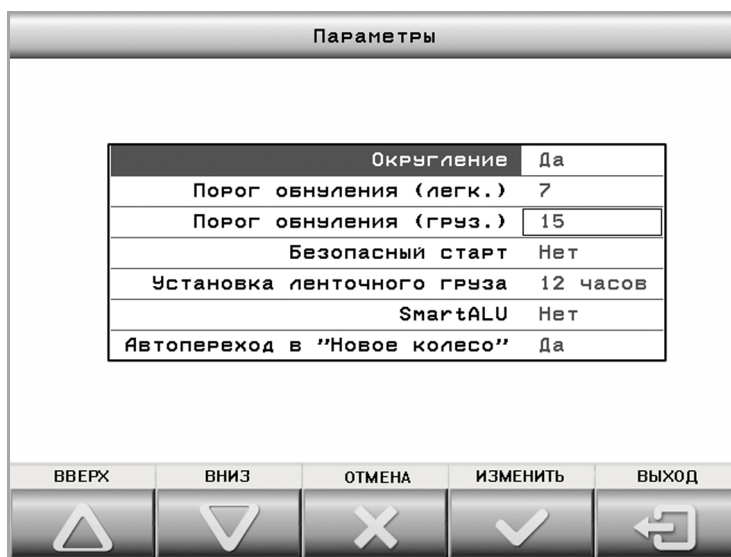 Параметры
Округление Да
Порог обнуления (легк.) 7
Порог обнуления (груз.) 15
Безопасный старт Нет
Установка ленточного груза 12 часов
SmartALU Нет
Автопереход в "Новое колесо" Да
ВВЕРХ ВНИЗ ОТМЕНА ИЗМЕНИТЬ ВЫХОД